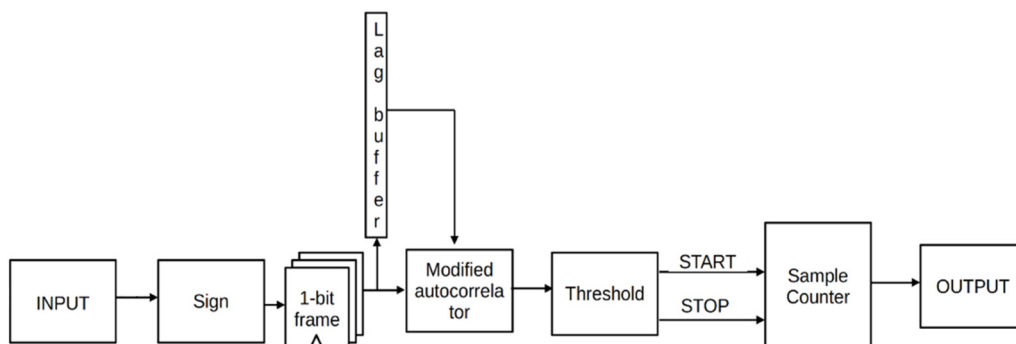 Lag buffer
INPUT
Sign
1-bit
frame
Modified
autocorrela
tor
Threshold
START
STOP
Sample
Counter
OUTPUT